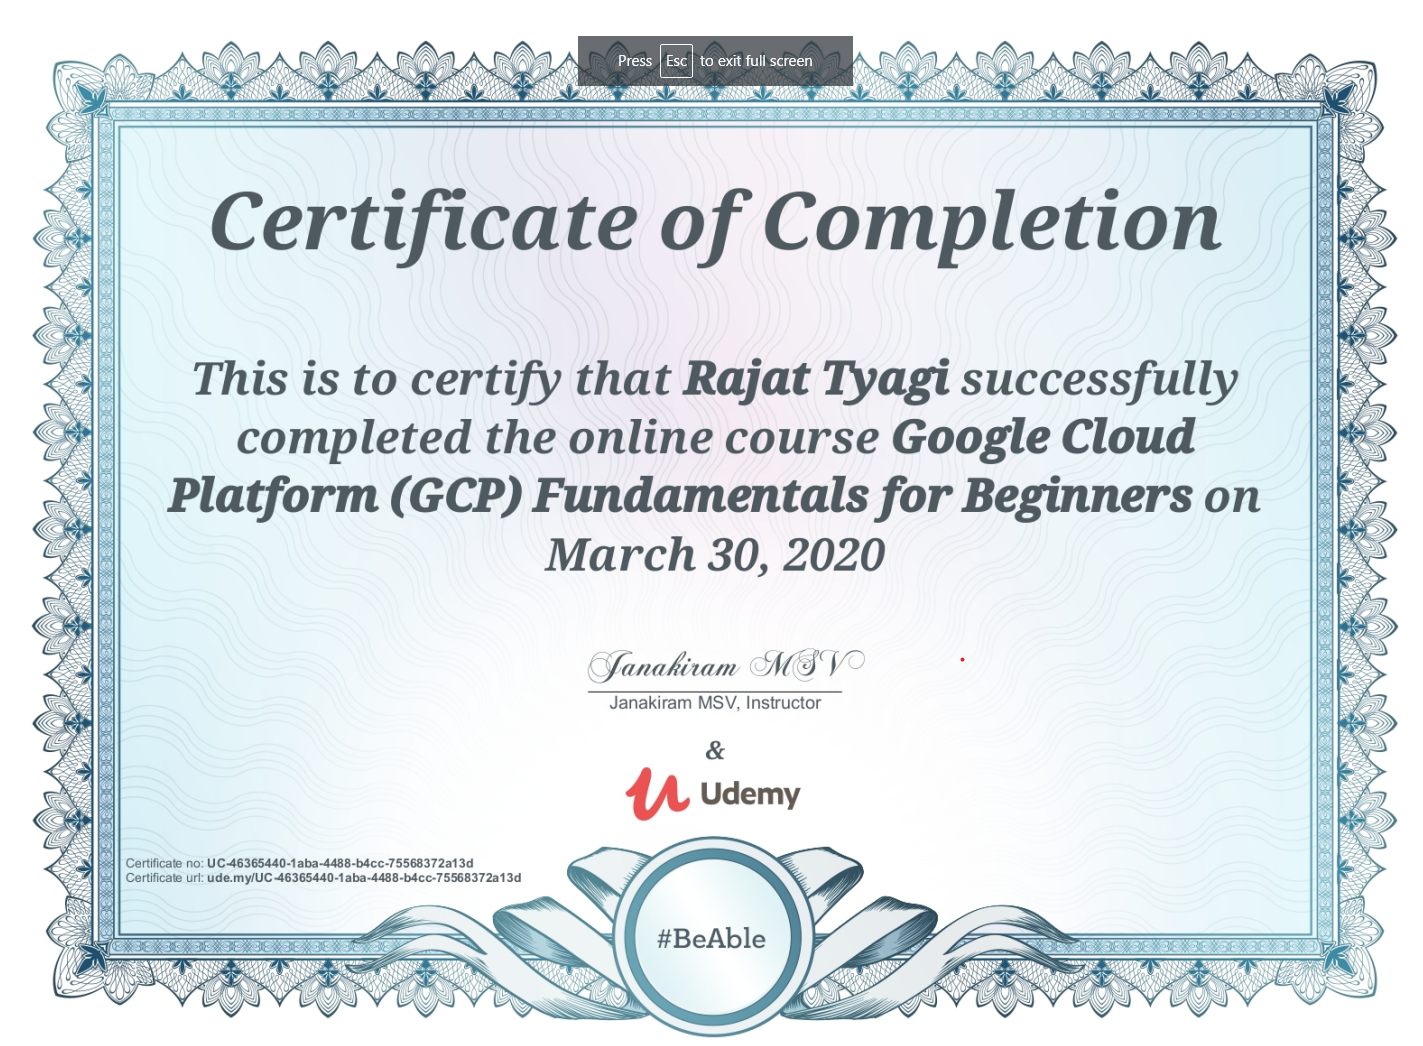 Press Esc to exit full screen
Certificate of Completion
This is to certify that Rajat Tyagi successfully
completed the online course Google Cloud
Platform (GCP) Fundamentals for Beginners on
March 30, 2020
Janakiram MSV
Janakiram MSV, Instructor
&
Udemy
Certificate no: UC-46365440-1aba-4488-b4cc-75568372a13d
Certificate url: ude.my/UC-46365440-1aba-4488-b4cc-75568372a13d
#BeAble